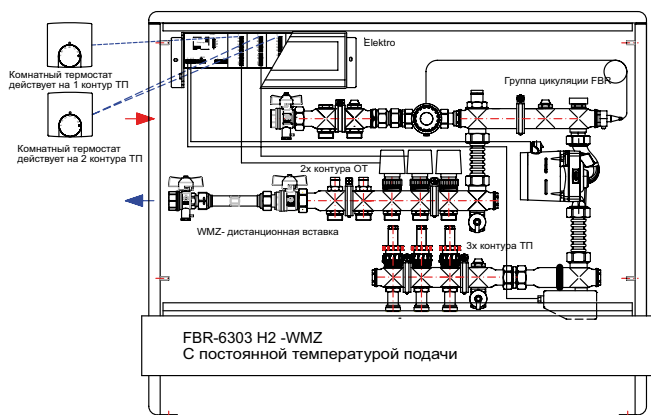 Elektro
Комнатный термостат
действует на 1 контур ТП
Группа цикуляции FBR
Комнатный термостат
действует на 2 контура ТП
2х контура ОТ
WMZ- дистанционная вставка
3х контура ТП
FBR-6303 H2 -WMZ
С постоянной температурой подачи